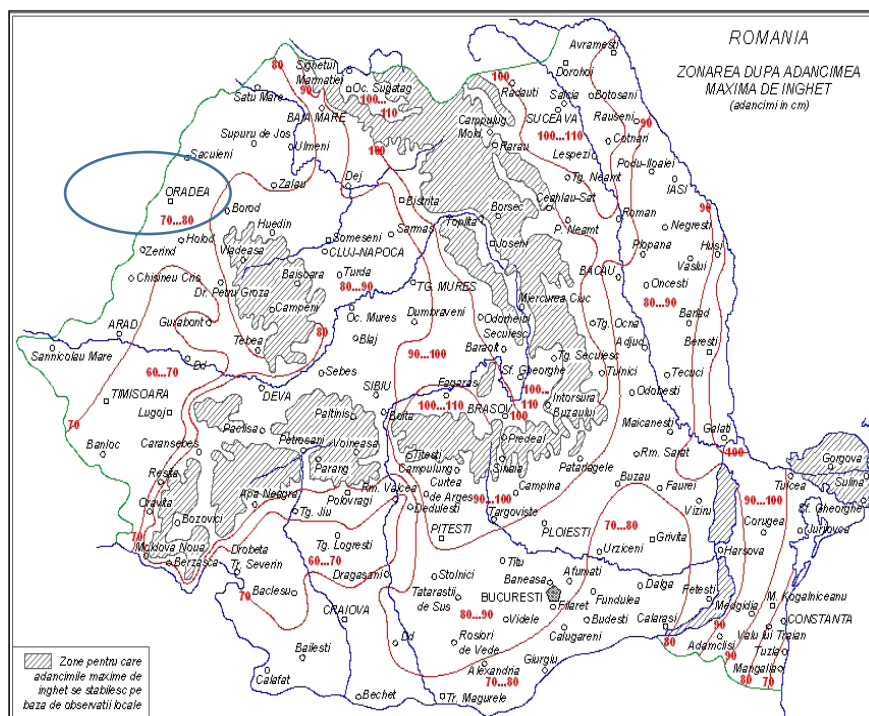 ROMANIA
ZONAREA DUPA ADANCIMEA
MAXIMA DE INGHET
(adancimi in cm)
Avramesti
Dorohoi
80
Sighetul
Marmatiei
Oc. Sugatag
100
Radauti
Satu Mare
90
100...
110
Salcia
Botosani
BAIA MARE
SUCEAVA
Rauseni
90
Supuru de Jos
Campulug
Mold.
100...110
Cotnari
Ulmeni
100
Rarau
Lespezi
Sacuieni
Podu-Iloaiei
Zalau
Dej
Tg. Neamt
IASI
ORADEA
Bistrita
Ceahlau-Sat
70...80
Borod
Borsec
Roman
90
Toplita
P. Neamt
Negresti
Holod
Huedin
Someseni
Sarmas
Zerind
Vladeasa
CLUJ-NAPOCA
Joseni
Plopana
Husi
Chisineu Cris
Baisoara
Turda
BACAU
Vaslui
Dr. Petru Groza
80...90
TG. MURES
Miercurea Ciuc
Oncesti
80...90
Campeni
Oc. Mures
Gurahont
Dumbraveni
Odorheiul
Secuiesc
Tg. Ocna
Barlad
ARAD
80
Blaj
Adjud
Sannicolau Mare
Tebea
90...100
Baraolt
Beresti
Dd
60...70
Sebes
Sf. Gheorghe
Tg. Secuiesc
Tulnici
Tecuci
TIMISOARA
DEVA
SIBIU
Fagaras
100...
110
Odobesti
Lugoj
Paltinis
Boita
100...110
BRASOV
100
Intorsura
Buzaului
70
Paelisa
Maicanesti
Galati
Banloc
Caransebes
Petrosani
Voineasa
Predeal
100
Titesti
Rm. Sarat
Gorgova
Resita
Parang
Campulung
Sinaia
Patarlagele
Tulcea
Sulina
Apa Neagra
Rm. Valcea
Curtea
de Arges
Campina
Buzau
Faurei
90...100
Oravita
Polovragi
90...100
Viziru
Sf. Gheorghe
Bozovici
Tg. Jiu
Dedulesti
Targoviste
70...80
Corugea
Jurilovca
70
Moldova Noua
Drobeta
Tr. Severin
Tg. Logresti
PITESTI
PLOIESTI
Grivita
Harsova
Berzasca
60...70
Urziceni
Dragasani
Stolnici
Titu
Afumati
70
Baclesu
Baneasa
Dalga
Fetesti
M. Kogalniceanu
Tatarastii
de Sus
BUCURESTI
Fundulea
Medgidia
CRAIOVA
80...90
Filaret
CONSTANTA
Videle
Budesti
Calarasi
90
Valu lui Traian
Bailesti
Dd
Rosiori
de Vede
Calugareni
80
Adamclisi
Tuzla
90
Calafat
Alexandria
Giurgiu
Mangalia
70...80
80
70
Bechet
Tr. Magurele
Zone pentru care
adancimile maxime de
inghet se stabilesc pe
baza de observatii locale